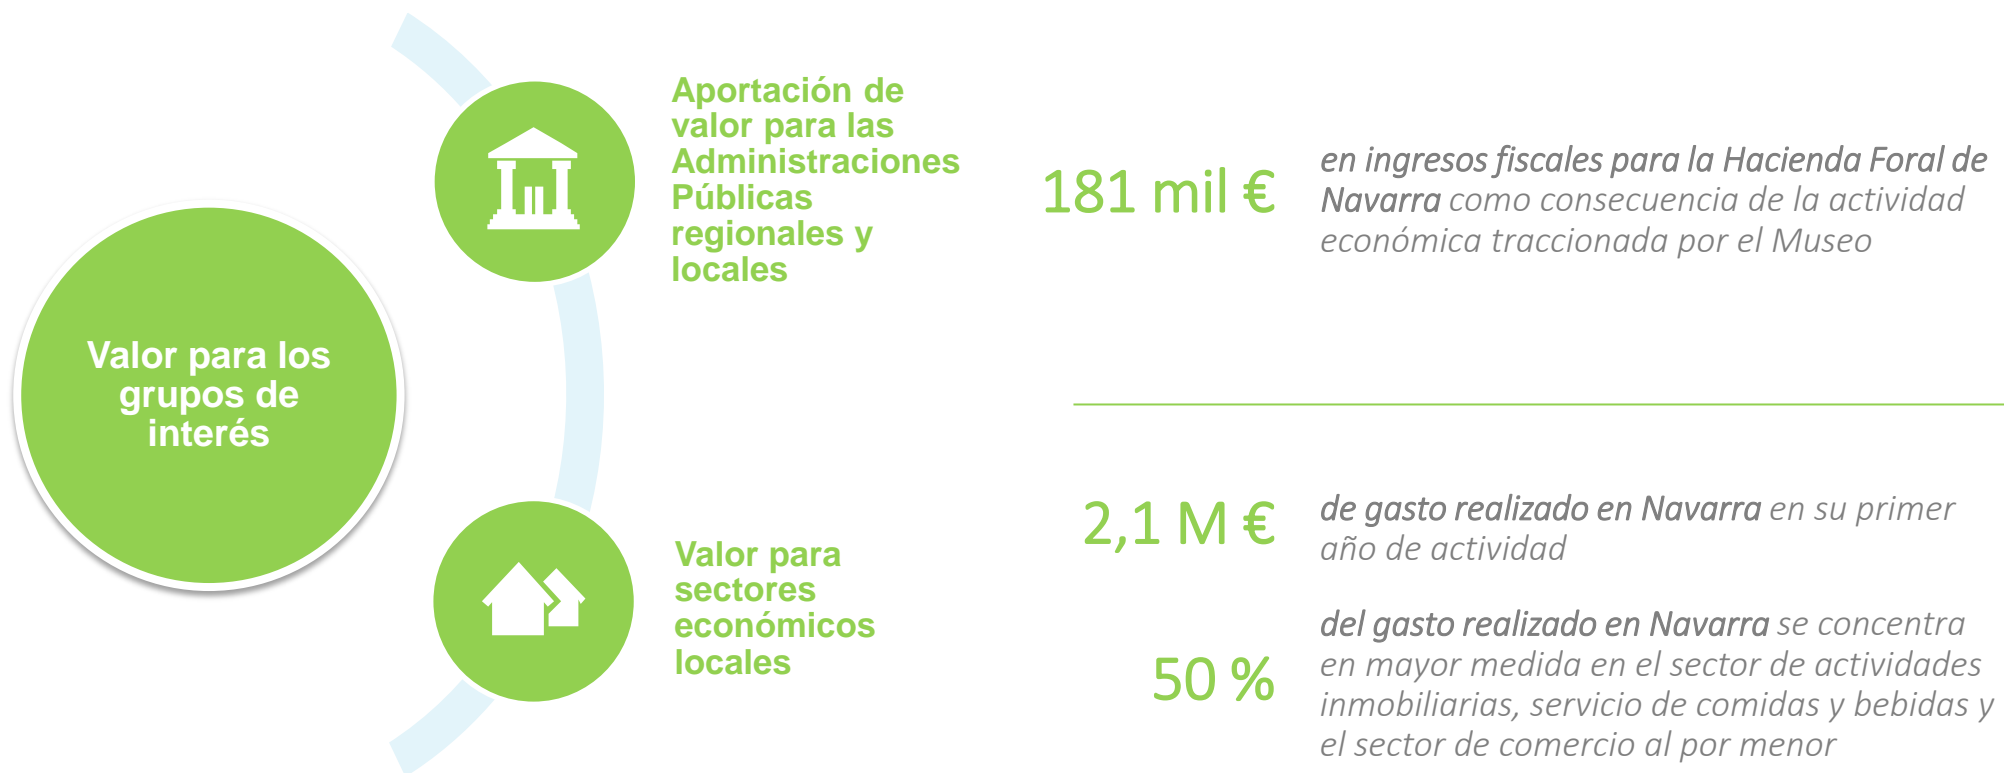 Valor para los
grupos de
interés
Aportación de
valor para las
Administraciones
Públicas
regionales y
locales
181 mil €
en ingresos fiscales para la Hacienda Foral de
Navarra como consecuencia de la actividad
económica traccionada por el Museo
Valor para
sectores
económicos
locales
2,1 M €
de gasto realizado en Navarra en su primer
año de actividad
50 %
del gasto realizado en Navarra se concentra
en mayor medida en el sector de actividades
inmobiliarias, servicio de comidas y bebidas y
el sector de comercio al por menor